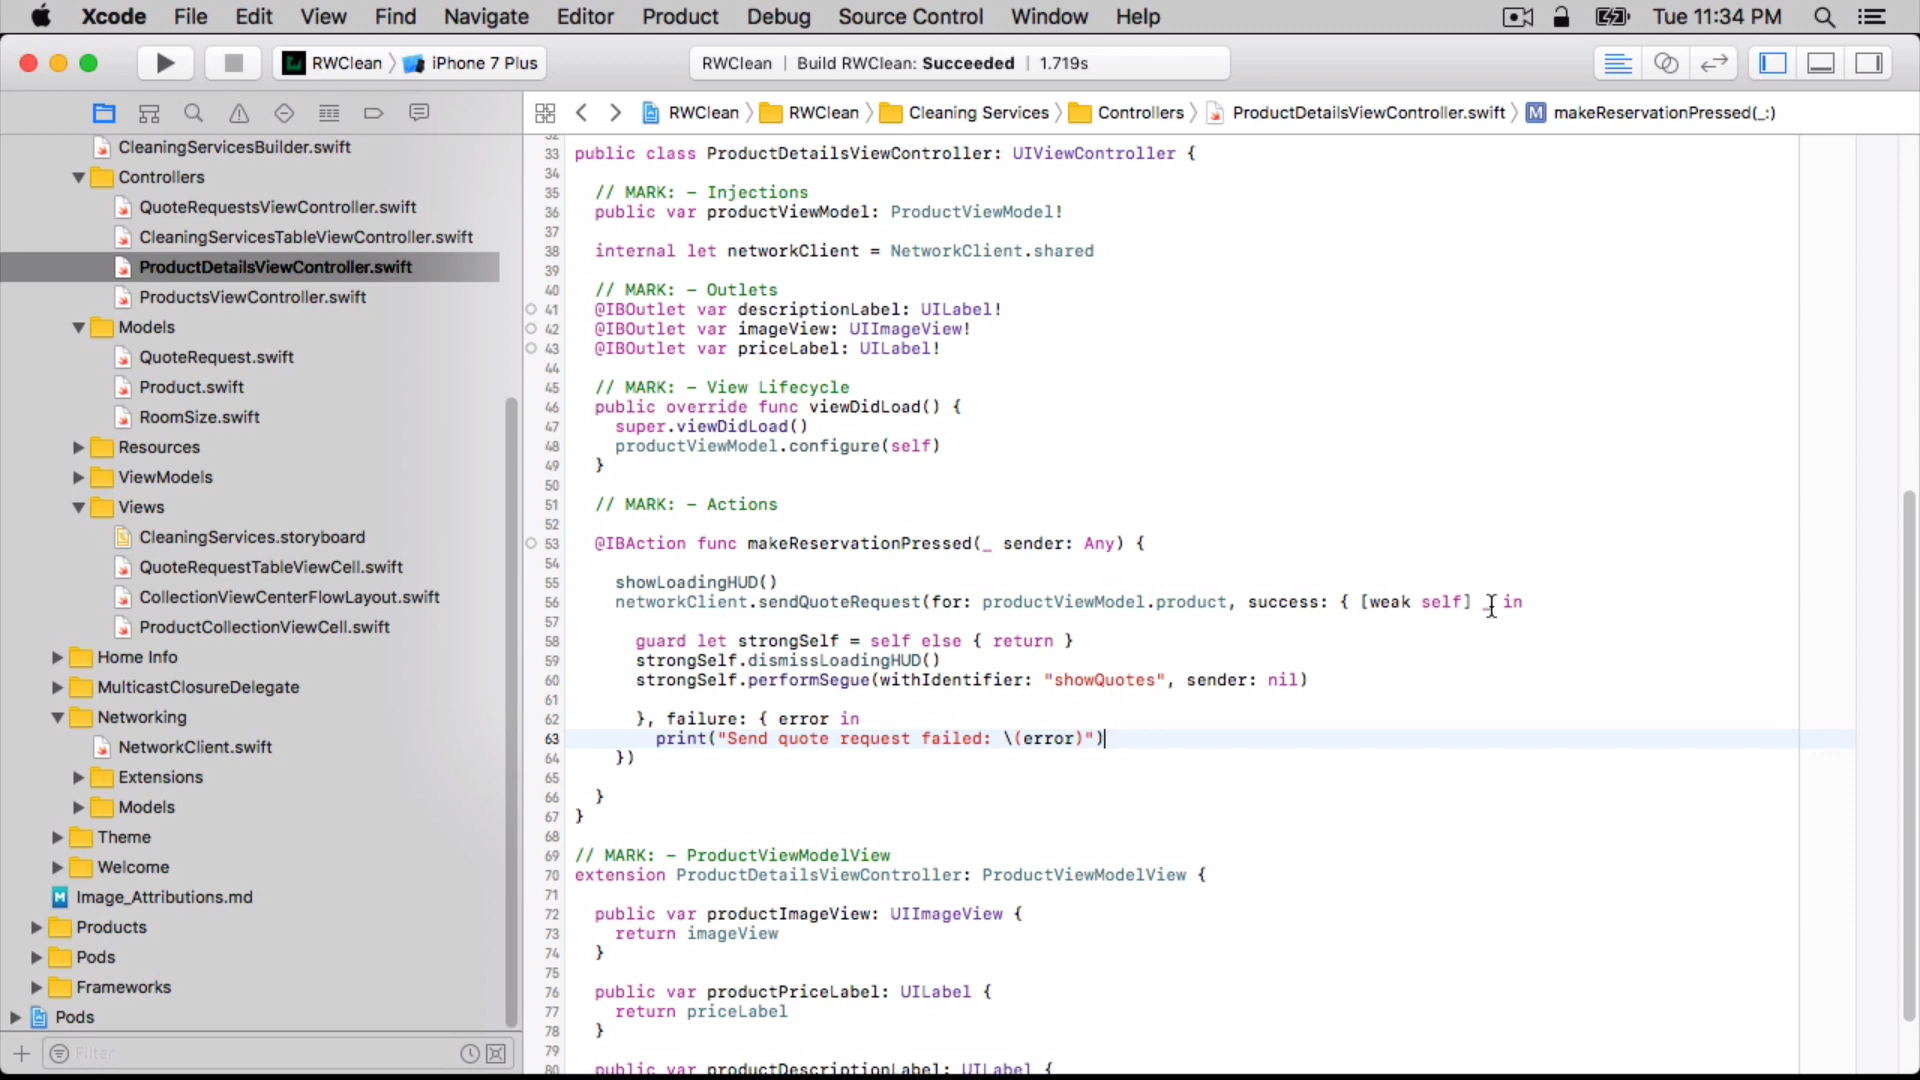 Xcode File Edit View Find Navigate Editor Product Debug Source Control Window Help Tue 11:34 PM
RWClean iPhone 7 Plus RWClean | Build RWClean: Succeeded | 1.719s
RWClean RWClean Cleaning Services Controllers ProductDetailsViewController.swift M makeReservationPressed(_:)
CleaningServicesBuilder.swift
Controllers
QuoteRequestsViewController.swift
CleaningServicesTableViewController.swift
ProductDetailsViewController.swift
ProductsViewController.swift
Models
QuoteRequest.swift
Product.swift
RoomSize.swift
Resources
ViewModels
Views
CleaningServices.storyboard
QuoteRequestTableViewCell.swift
CollectionViewCenterFlowLayout.swift
ProductCollectionViewCell.swift
Home Info
MulticastClosureDelegate
Networking
NetworkClient.swift
Extensions
Models
Theme
Welcome
Image_Attributions.md
Products
Pods
Frameworks
Pods
Filter
32
33 public class ProductDetailsViewController: UIViewController {
34
35 // MARK: - Injections
36 public var productViewModel: ProductViewModel!
37
38 internal let networkClient = NetworkClient.shared
39
40 // MARK: - Outlets
41 @IBOutlet var descriptionLabel: UILabel!
42 @IBOutlet var imageView: UIImageView!
43 @IBOutlet var priceLabel: UILabel!
44
45 // MARK: - View Lifecycle
46 public override func viewDidLoad() {
47 super.viewDidLoad()
48 productViewModel.configure(self)
49 }
50
51 // MARK: - Actions
52
53 @IBAction func makeReservationPressed(_ sender: Any) {
54
55 showLoadingHUD()
56 networkClient.sendQuoteRequest(for: productViewModel.product, success: { [weak self] _ in
57
58 guard let strongSelf = self else { return }
59 strongSelf.dismissLoadingHUD()
60 strongSelf.performSegue(withIdentifier: "showQuotes", sender: nil)
61
62 }, failure: { error in
63 print("Send quote request failed: \(error)")
64 })
65
66 }
67 }
68
69 // MARK: - ProductViewModelView
70 extension ProductDetailsViewController: ProductViewModelView {
71
72 public var productImageView: UIImageView {
73 return imageView
74 }
75
76 public var productPriceLabel: UILabel {
77 return priceLabel
78 }
79
80 public var productDescriptionLabel: UILabel {